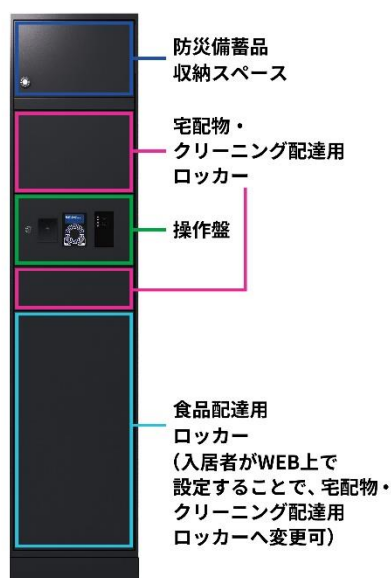 防災備蓄品
収納スペース
宅配物・
クリーニング配達用
ロッカー
操作盤
食品配達用
ロッカー
(入居者がWEB上で
設定することで、宅配物・
クリーニング配達用
ロッカーへ変更可)